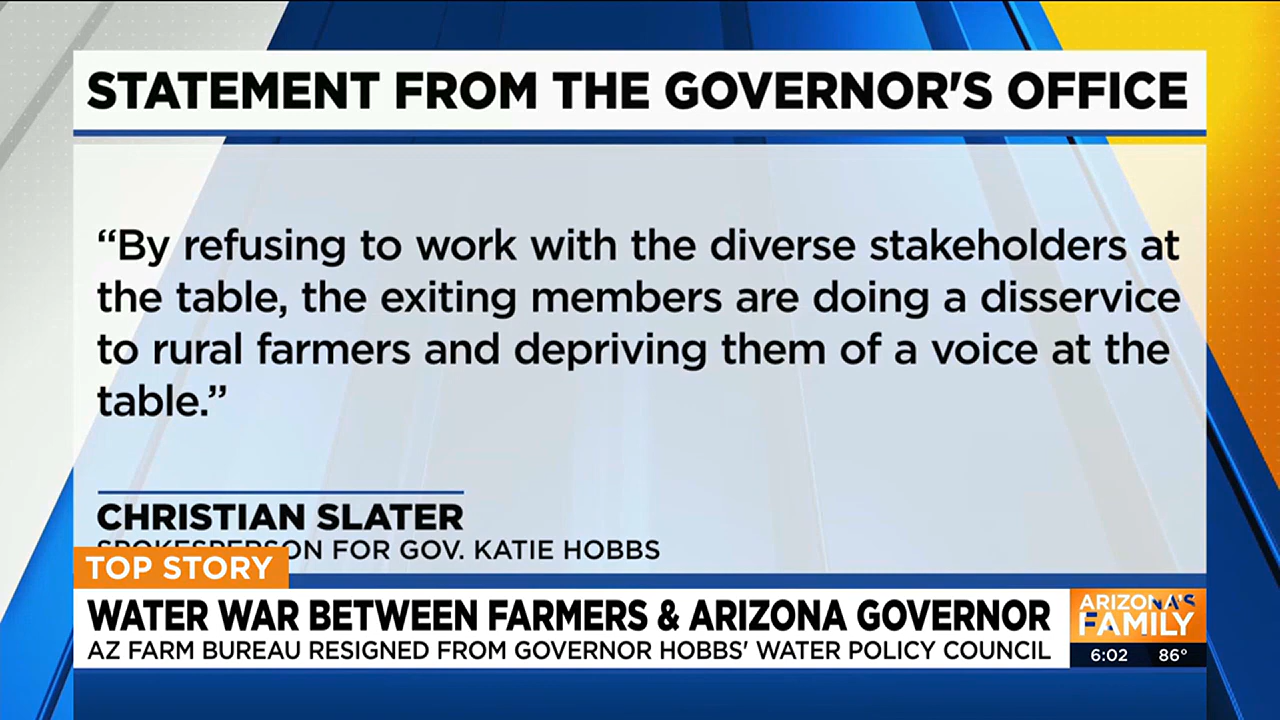 STATEMENT FROM THE GOVERNOR'S OFFICE
“By refusing to work with the diverse stakeholders at
the table, the exiting members are doing a disservice
to rural farmers and depriving them of a voice at the
table.”
CHRISTIAN SLATER
SPOKESPERSON FOR GOV. KATIE HOBBS
TOP STORY
WATER WAR BETWEEN FARMERS & ARIZONA GOVERNOR
AZ FARM BUREAU RESIGNED FROM GOVERNOR HOBBS' WATER POLICY COUNCIL
ARIZONA'S
FAMILY
6:02 86°